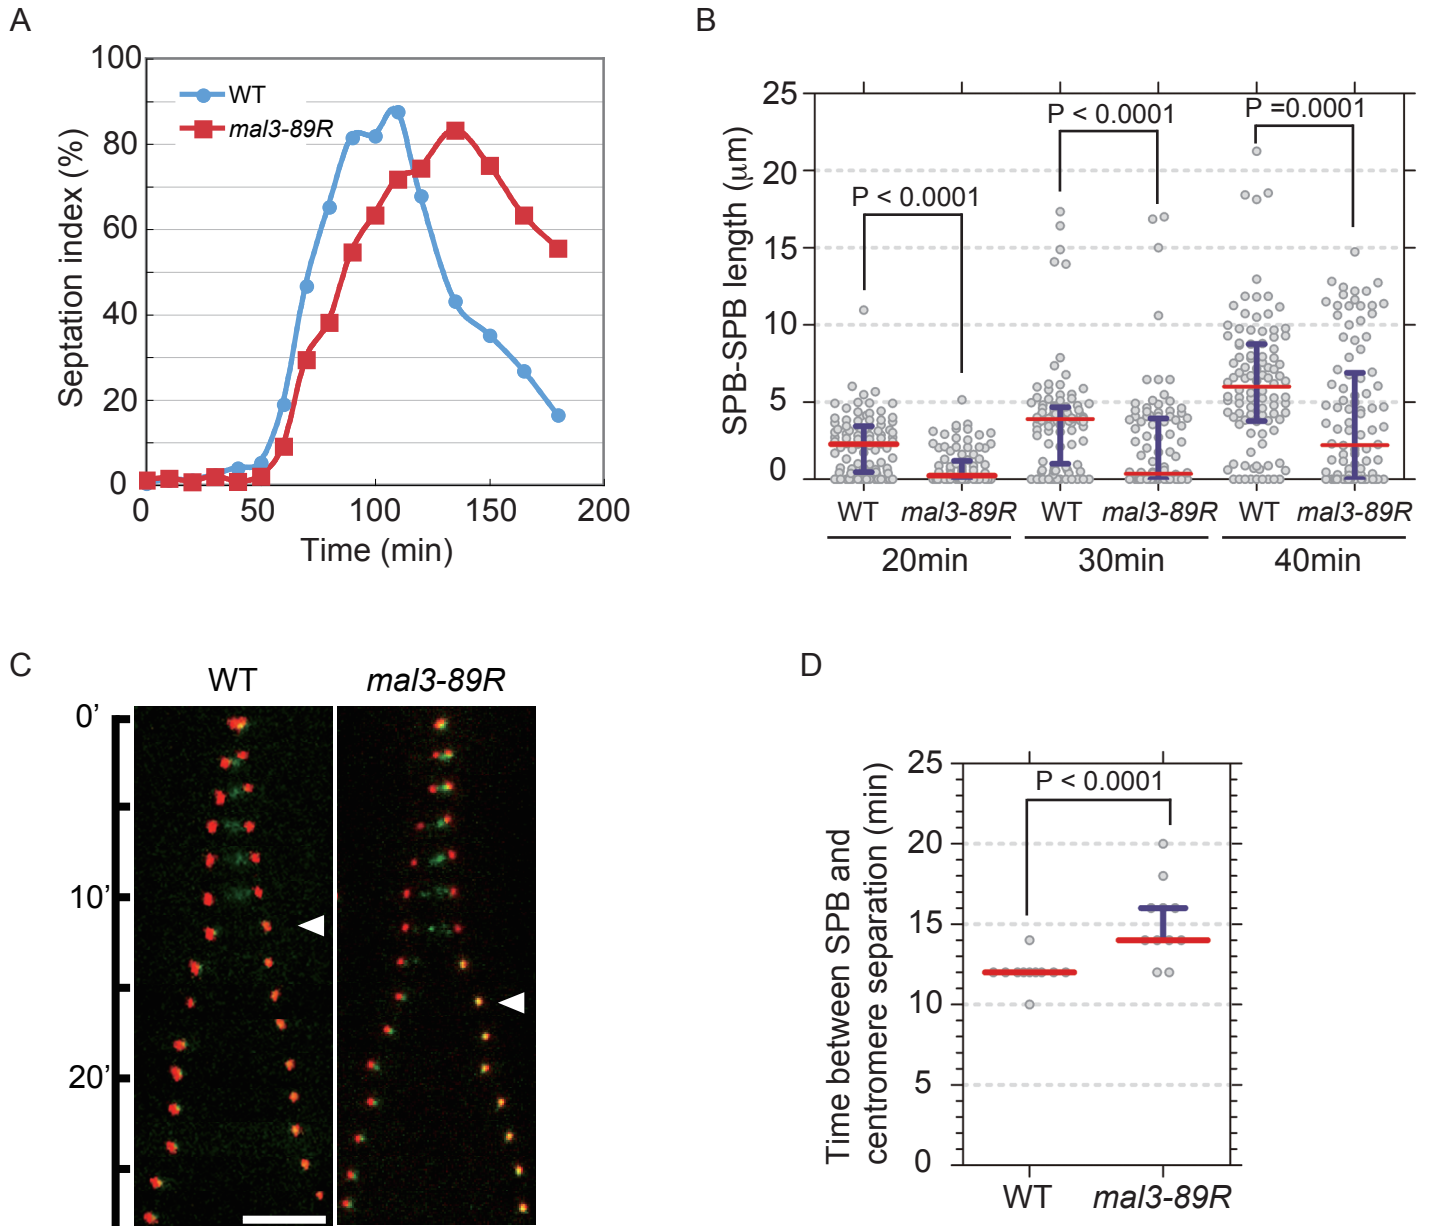 A
100
80
60
40
20
0
Septation index (%)
WT
mal3-89R
0
50
100
150
200
Time (min)
B
25
20
15
10
5
0
SPB-SPB length (μm)
P < 0.0001
P < 0.0001
P =0.0001
WT
mal3-89R
WT
mal3-89R
WT
mal3-89R
20min
30min
40min
C
WT
mal3-89R
0'
10'
20'
D
25
20
15
10
5
0
Time between SPB and
centromere separation (min)
P < 0.0001
WT
mal3-89R